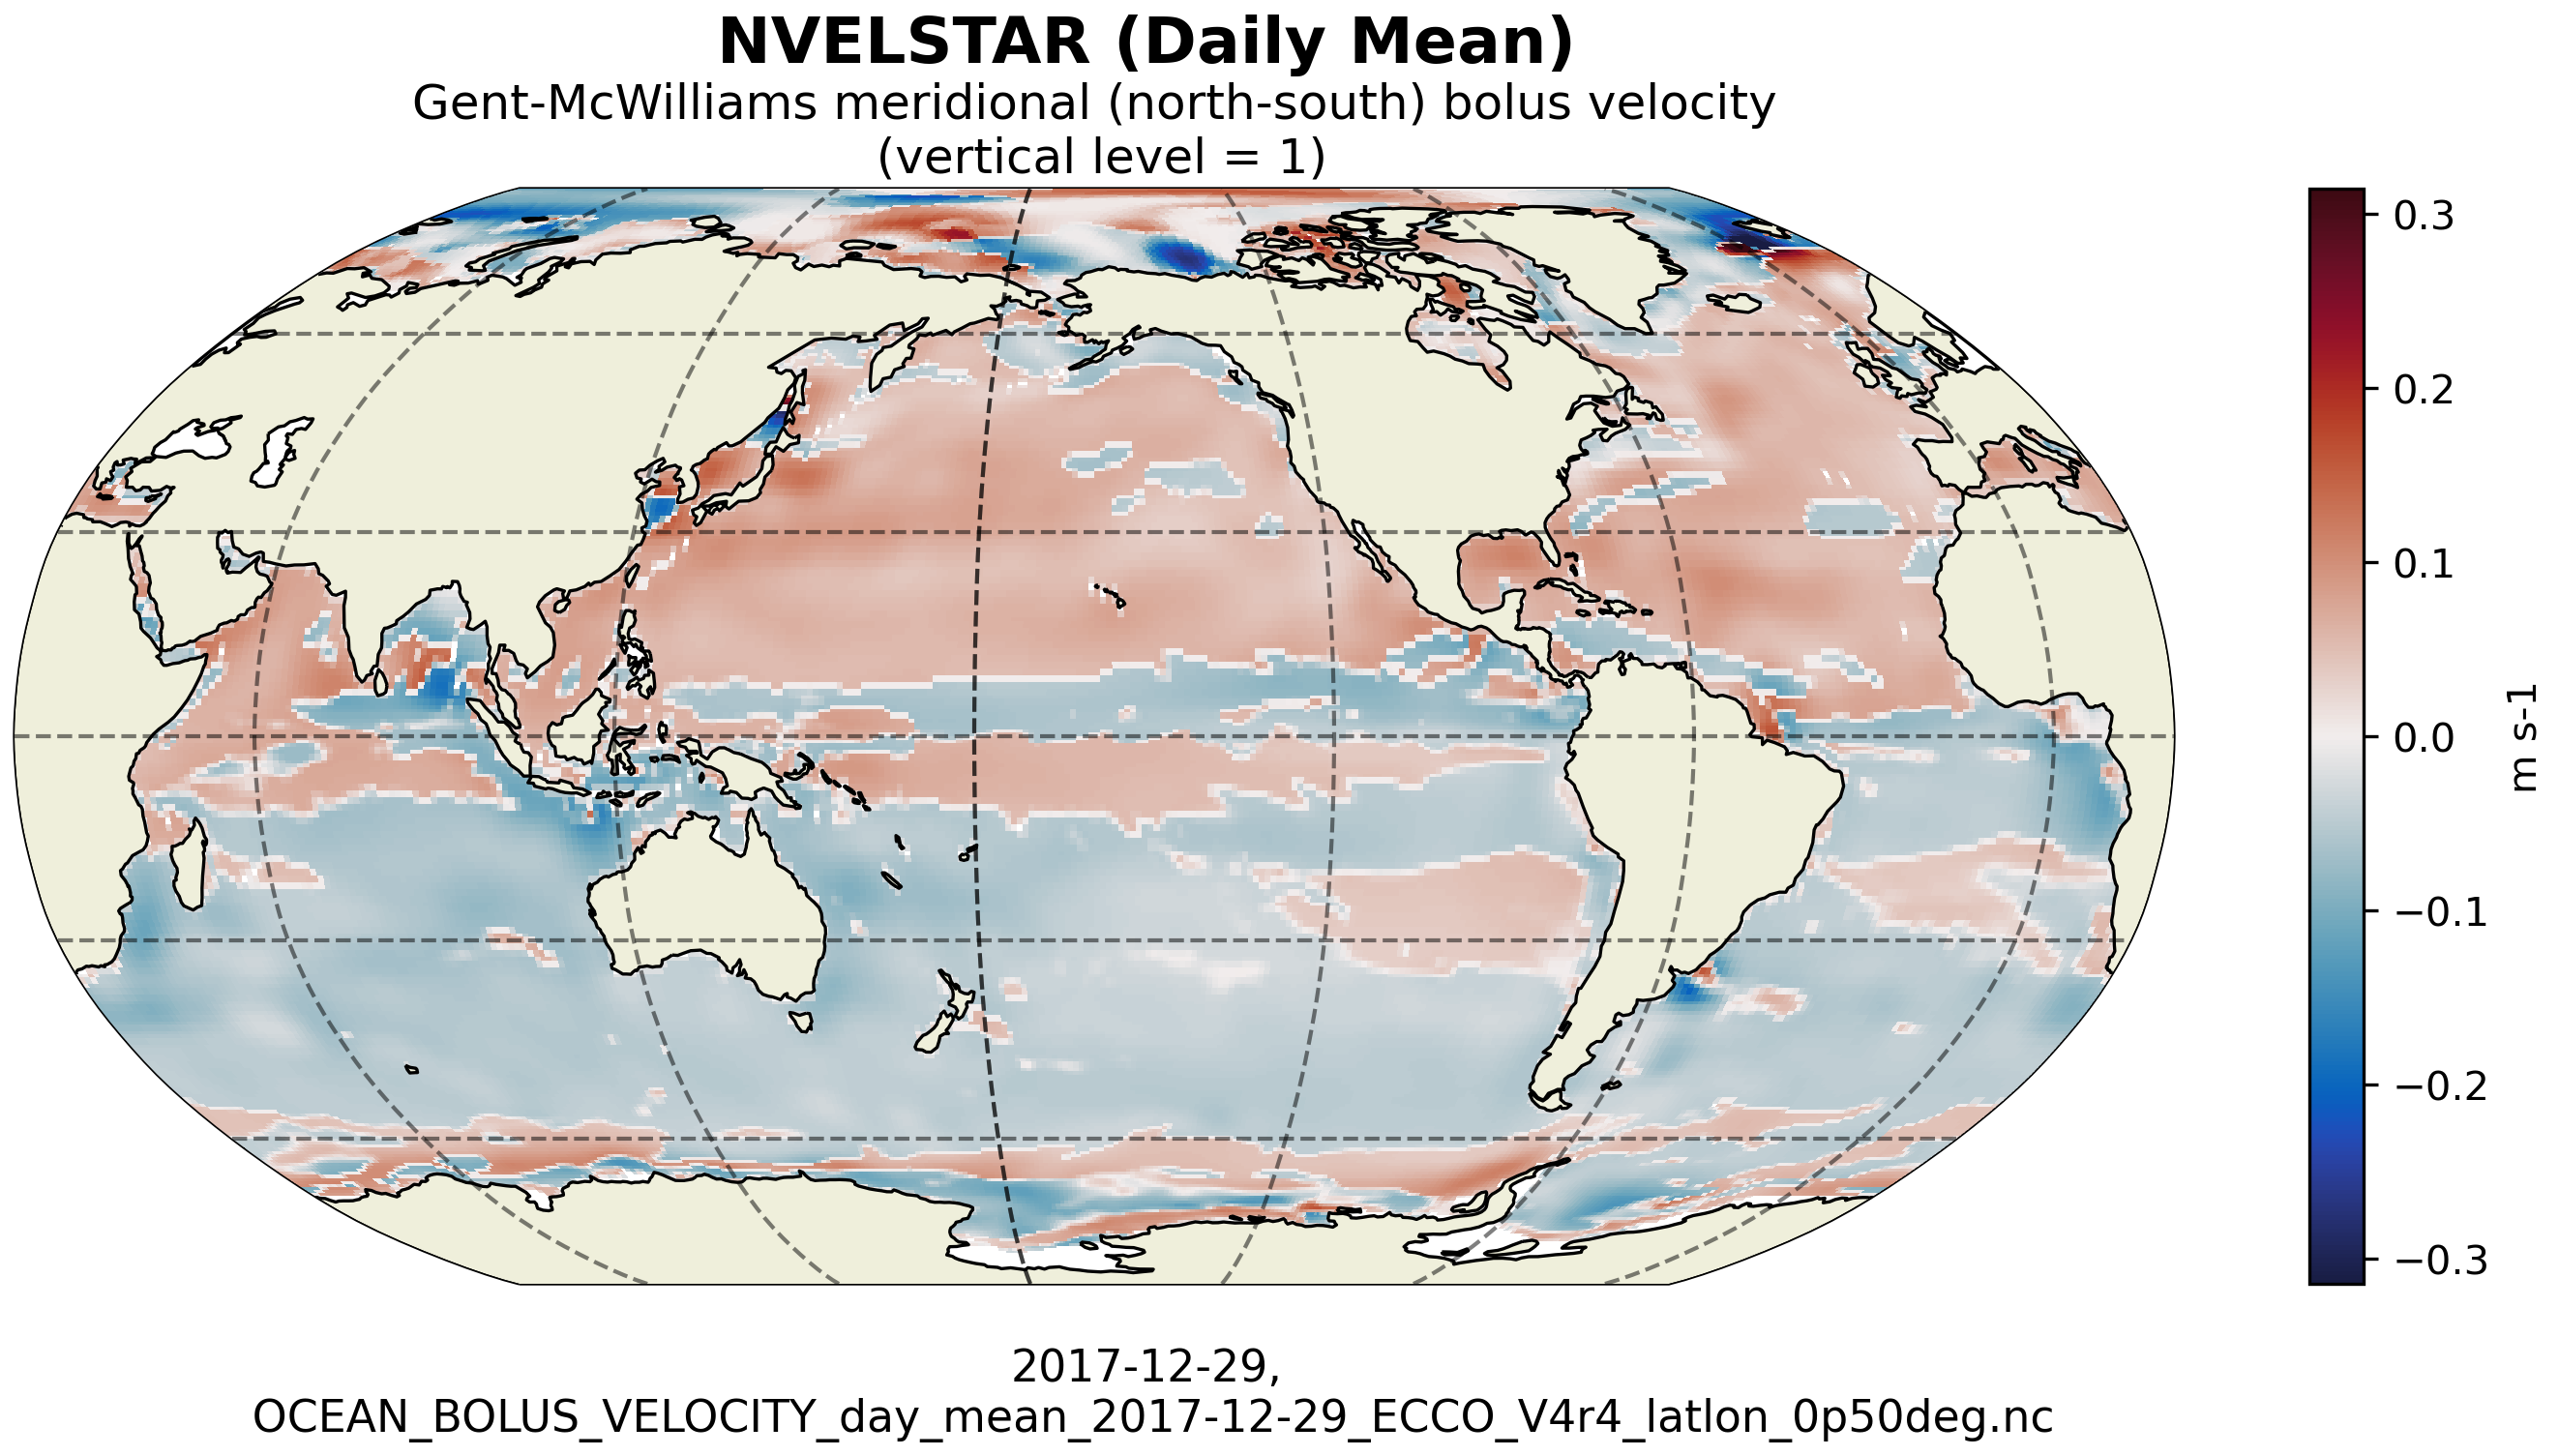 NVELSTAR (Daily Mean)
Gent-McWilliams meridional (north-south) bolus velocity
(vertical level = 1)
0.3
0.2
0.1
0.0
−0.1
−0.2
−0.3
m s-1
2017-12-29,
OCEAN_BOLUS_VELOCITY_day_mean_2017-12-29_ECCO_V4r4_latlon_0p50deg.nc